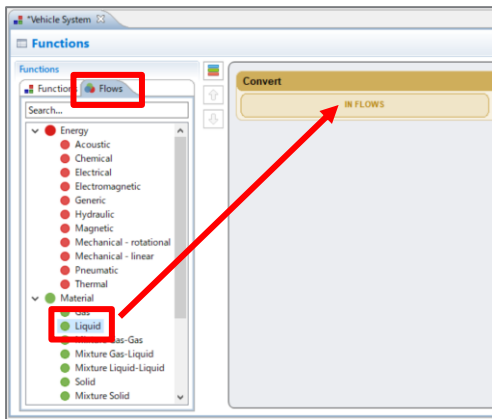 *Vehicle System
Functions
Functions
Functions
Flows
Convert
Search...
IN FLOWS
Energy
Acoustic
Chemical
Electrical
Electromagnetic
Generic
Hydraulic
Magnetic
Mechanical - rotational
Mechanical - linear
Pneumatic
Thermal
Material
Gas
Liquid
Mixture Gas-Gas
Mixture Gas-Liquid
Mixture Liquid-Liquid
Solid
Mixture Solid